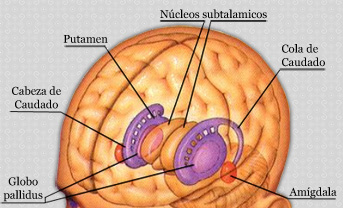 Núcleos subtalamicos
Putamen
Cola de
Caudado
Cabeza de
Caudado
Globo
pallidus
Amígdala